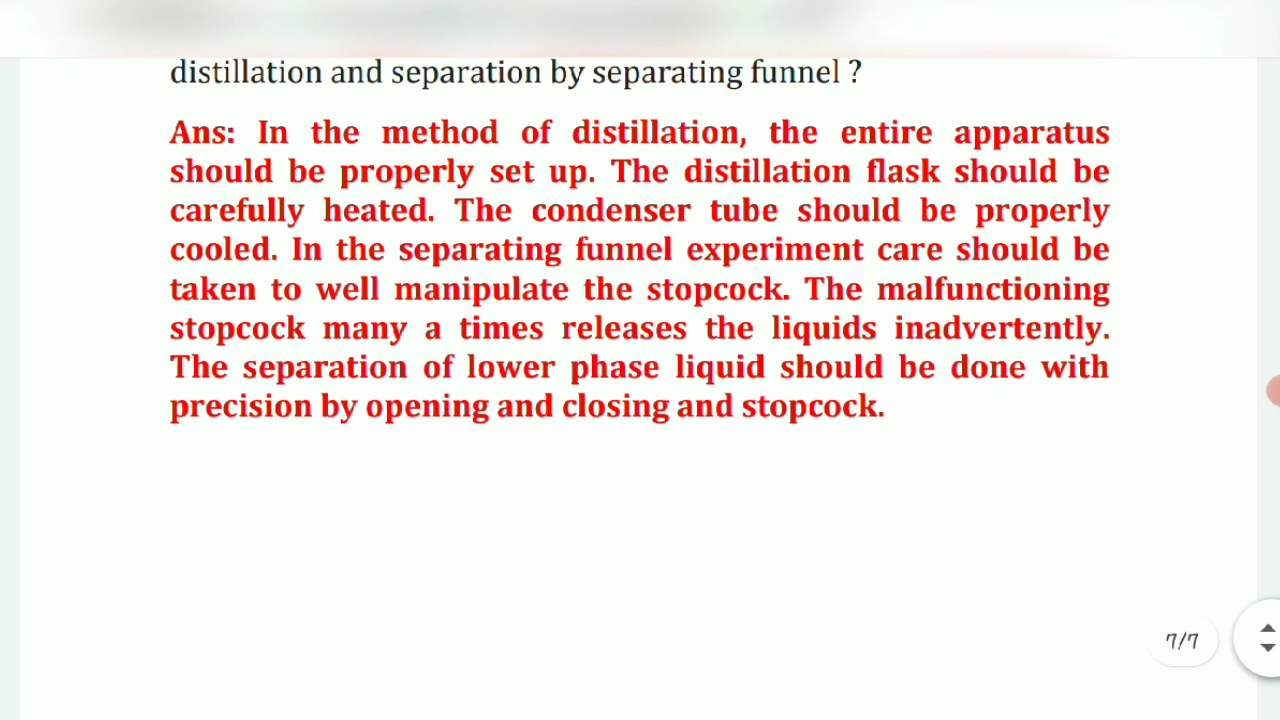 distillation and separation by separating funnel ?
Ans: In the method of distillation, the entire apparatus
should be properly set up. The distillation flask should be
carefully heated. The condenser tube should be properly
cooled. In the separating funnel experiment care should be
taken to well manipulate the stopcock. The malfunctioning
stopcock many a times releases the liquids inadvertently.
The separation of lower phase liquid should be done with
precision by opening and closing and stopcock.
7/7